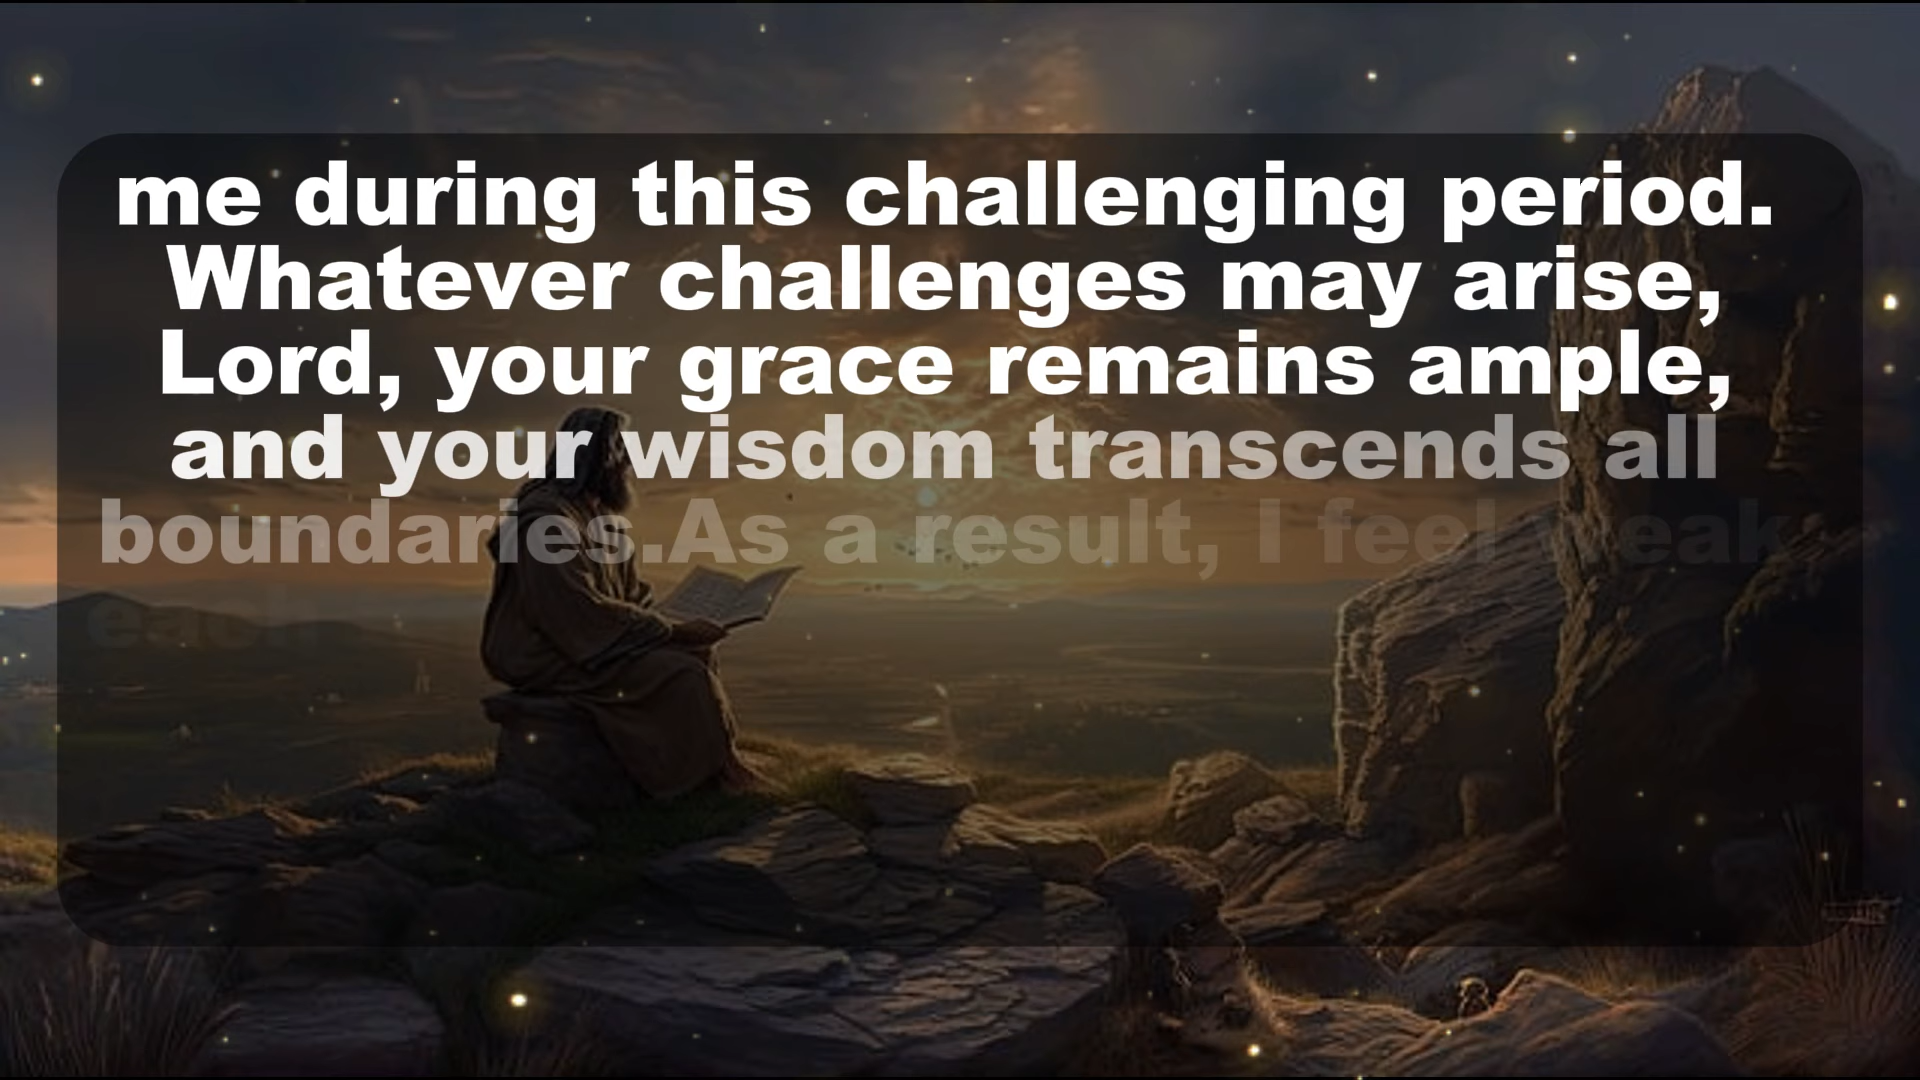 me during this challenging period.
Whatever challenges may arise,
Lord, your grace remains ample,
and your wisdom transcends all
boundaries.As a result, I feel weak
each